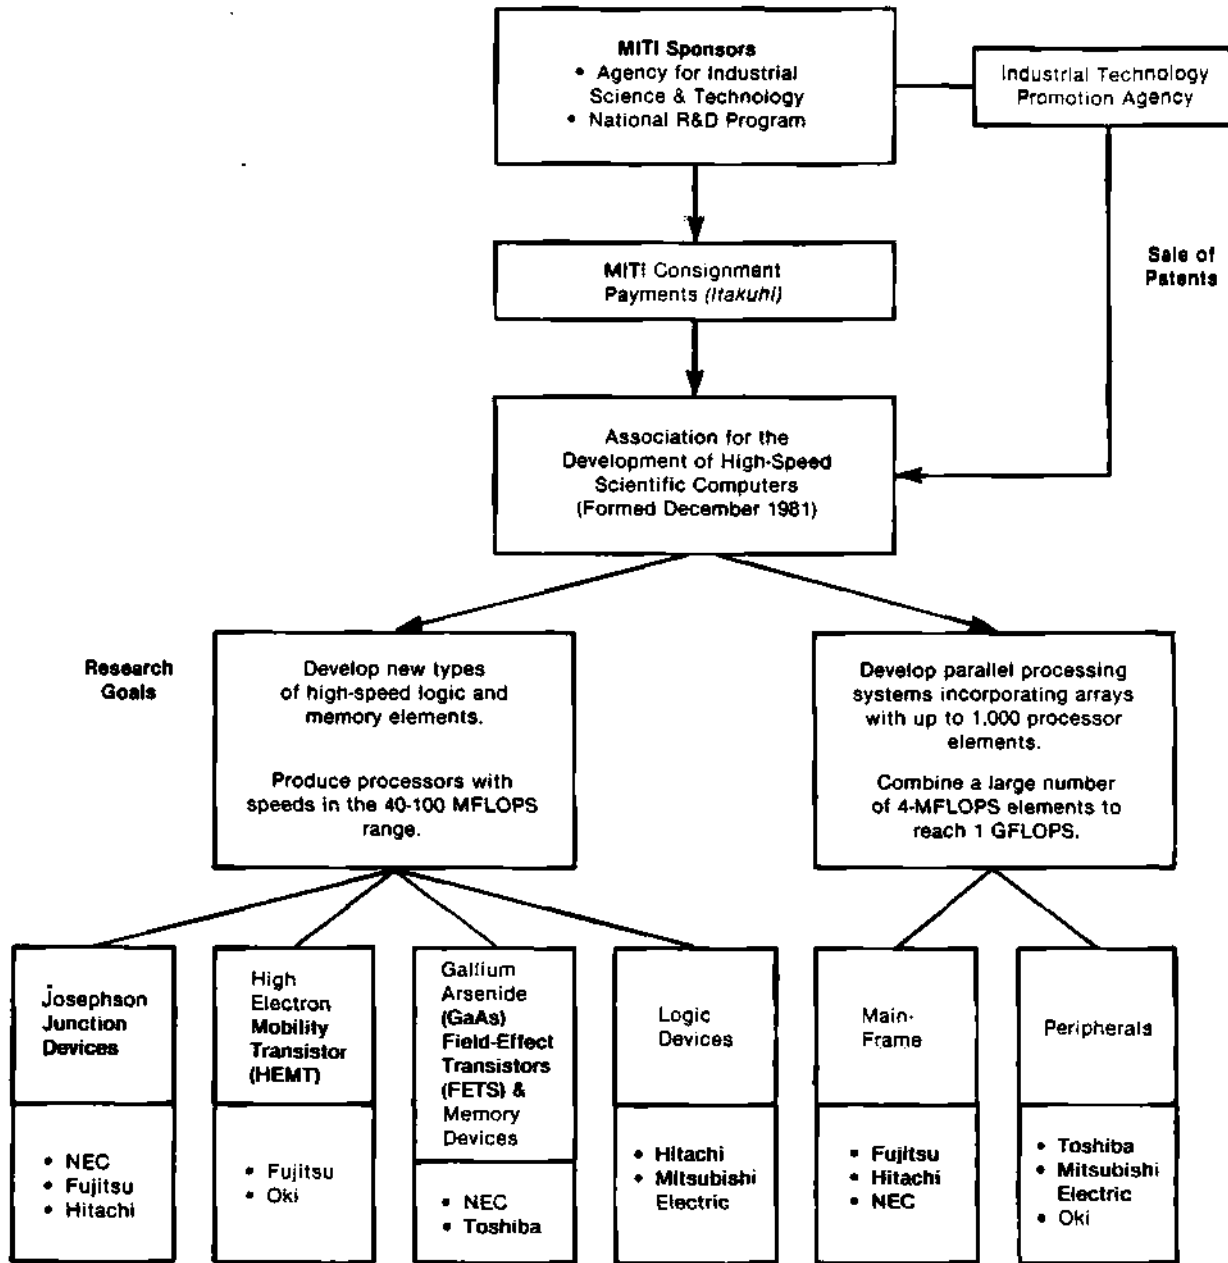 MITI Sponsors
• Agency for Industrial
Science & Technology
• National R&D Program
Industrial Technology
Promotion Agency
MITI Consignment
Payments (Itakuhi)
Sale of
Patents
Association for the
Development of High-Speed
Scientific Computers
(Formed December 1981)
Research
Goals
Develop new types
of high-speed logic and
memory elements.
Produce processors with
speeds in the 40-100 MFLOPS
range.
Develop parallel processing
systems incorporating arrays
with up to 1,000 processor
elements.
Combine a large number
of 4-MFLOPS elements to
reach 1 GFLOPS.
Josephson
Junction
Devices
High
Electron
Mobility
Transistor
(HEMT)
Gallium
Arsenide
(GaAs)
Field-Effect
Transistors
(FETS) &
Memory
Devices
Logic
Devices
Main-
Frame
Peripherals
• NEC
• Fujitsu
• Hitachi
• Fujitsu
• Oki
• NEC
• Toshiba
• Hitachi
• Mitsubishi
Electric
• Fujitsu
• Hitachi
• NEC
• Toshiba
• Mitsubishi
Electric
• Oki